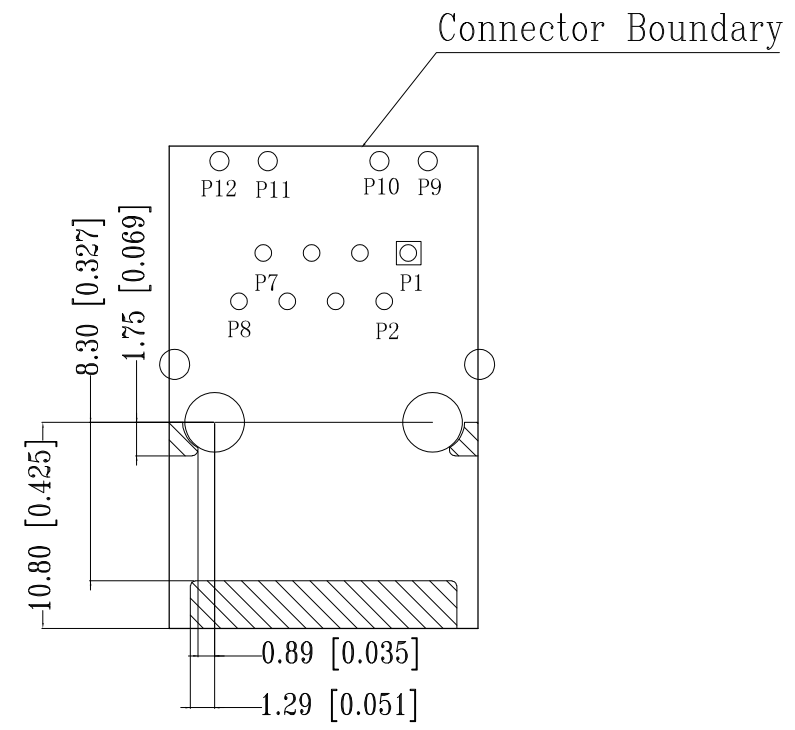 Connector Boundary
P12
P11
P10
P9
P7
P1
P8
P2
8.30 [0.327]
1.75 [0.069]
10.80 [0.425]
0.89 [0.035]
1.29 [0.051]